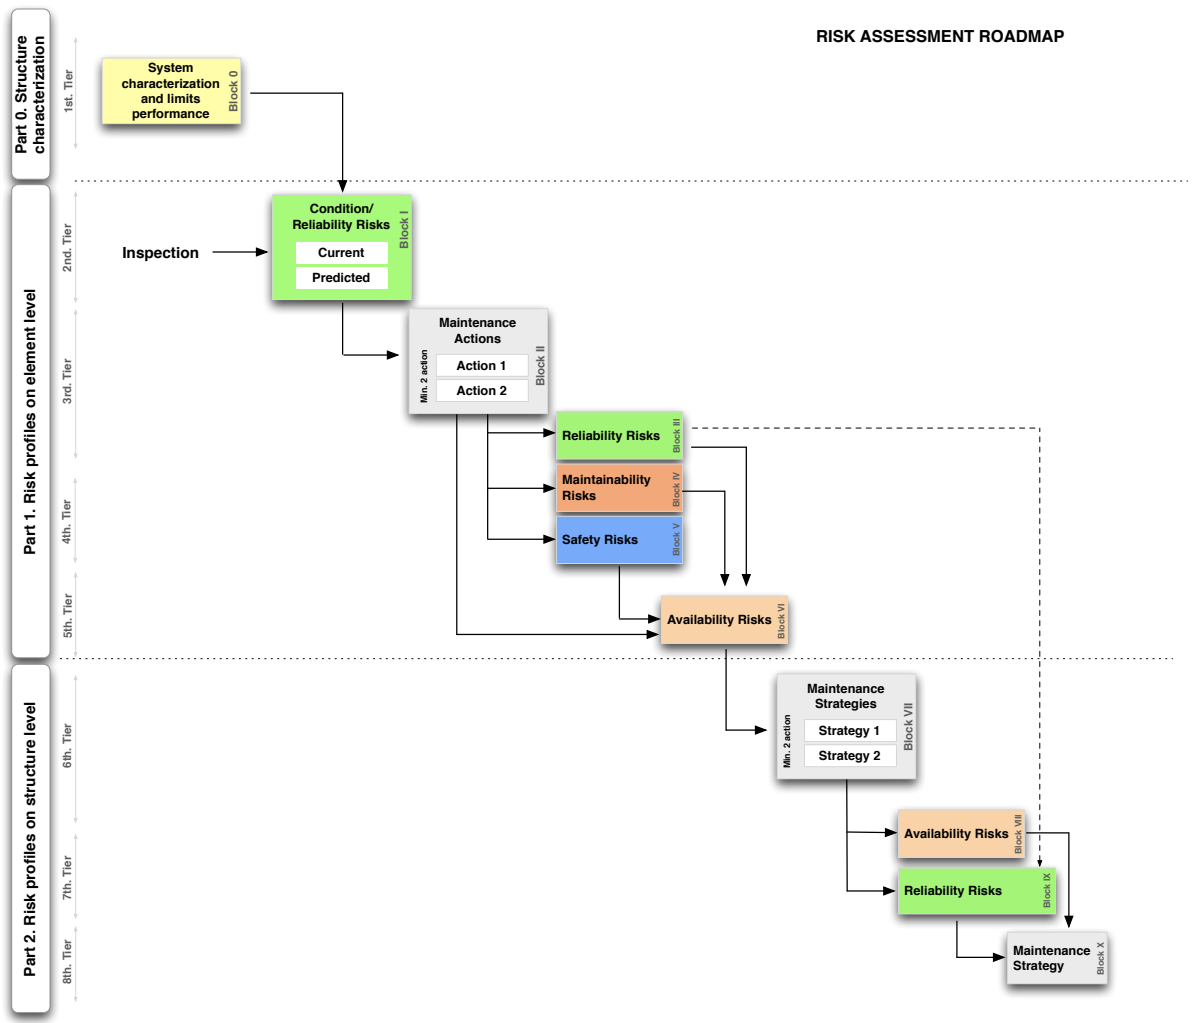 RISK ASSESSMENT ROADMAP
Part 0. Structure
characterization
1st. Tier
System
characterization
and limits
performance
Block 0
Part 1. Risk profiles on element level
2nd. Tier
Inspection
Condition/
Reliability Risks
Current
Predicted
Block I
3rd. Tier
Maintenance
Actions
Min. 2 action
Action 1
Action 2
Block II
Reliability Risks
Block III
4th. Tier
Maintainability
Risks
Block IV
Safety Risks
Block V
5th. Tier
Availability Risks
Block VI
Part 2. Risk profiles on structure level
6th. Tier
Maintenance
Strategies
Min. 2 action
Strategy 1
Strategy 2
Block VII
7th. Tier
Availability Risks
Block VIII
Reliability Risks
Block IX
8th. Tier
Maintenance
Strategy
Block X